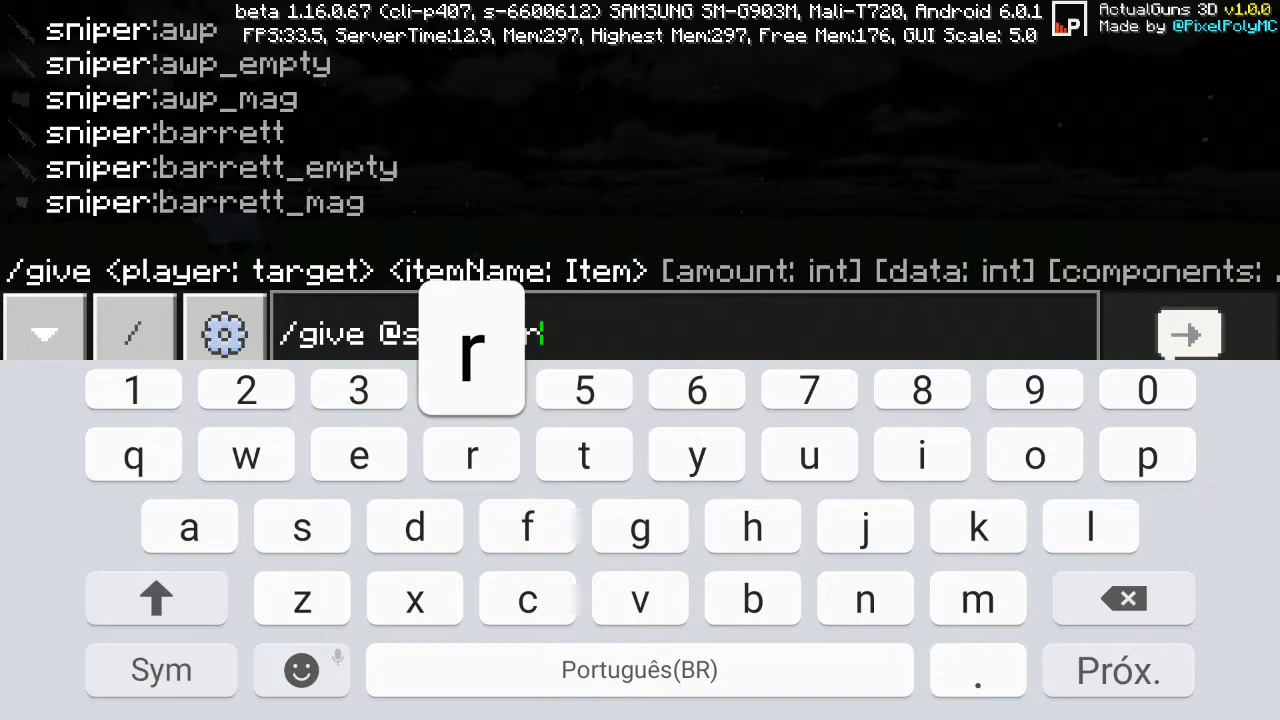 sniper:awp
beta 1.16.0.67 (cli-p407, s-6600612) SAMSUNG SM-G903M, Mali-T720, Android 6.0.1
FPS:33.5, ServerTime:12.9, Mem:297, Highest Mem:297, Free Mem:176, GUI Scale: 5.0
ActualGuns 3D v1.0.0
Made by @PixelPolyMC
sniper:awp_empty
sniper:awp_mag
sniper:barrett
sniper:barrett_empty
sniper:barrett_mag
/give <player: target> <itemName: Item> [amount: int] [data: int] [components:
/
/give @s
r
1 2 3 5 6 7 8 9 0
q w e r t y u i o p
a s d f g h j k l
z x c v b n m
Sym Português(BR) . Próx.